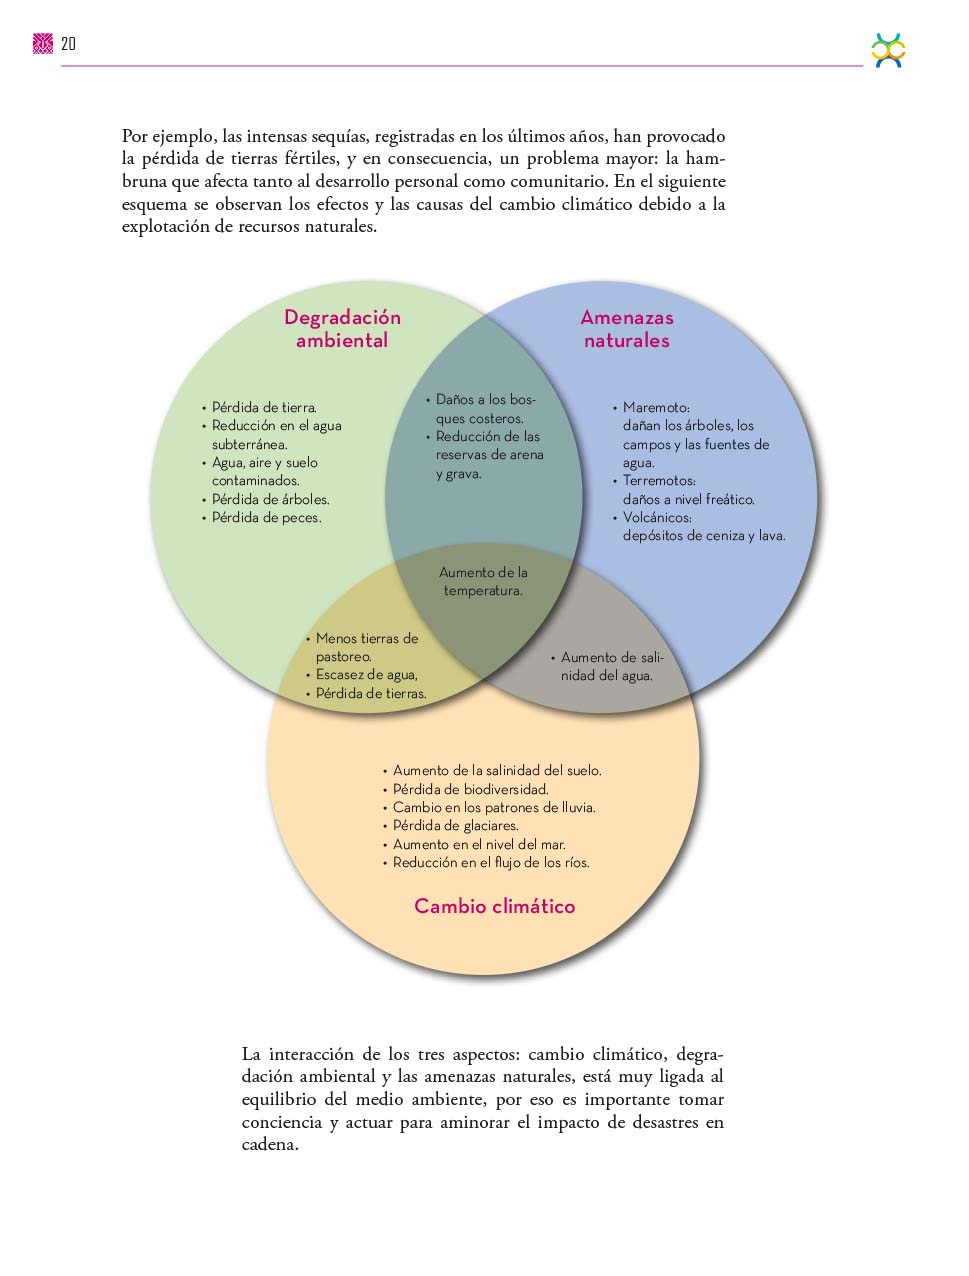 20
Por ejemplo, las intensas sequías, registradas en los últimos años, han provocado
la pérdida de tierras fértiles, y en consecuencia, un problema mayor: la ham-
bruna que afecta tanto al desarrollo personal como comunitario. En el siguiente
esquema se observan los efectos y las causas del cambio climático debido a la
explotación de recursos naturales.
Degradación
ambiental
• Pérdida de tierra.
• Reducción en el agua
subterránea.
• Agua, aire y suelo
contaminados.
• Pérdida de árboles.
• Pérdida de peces.
• Daños a los bos-
ques costeros.
• Reducción de las
reservas de arena
y grava.
Amenazas
naturales
• Maremoto:
dañan los árboles, los
campos y las fuentes de
agua.
• Terremotos:
daños a nivel freático.
• Volcánicos:
depósitos de ceniza y lava.
Aumento de la
temperatura.
• Menos tierras de
pastoreo.
• Escasez de agua,
• Pérdida de tierras.
• Aumento de sali-
nidad del agua.
• Aumento de la salinidad del suelo.
• Pérdida de biodiversidad.
• Cambio en los patrones de lluvia.
• Pérdida de glaciares.
• Aumento en el nivel del mar.
• Reducción en el flujo de los ríos.
Cambio climático
La interacción de los tres aspectos: cambio climático, degra-
dación ambiental y las amenazas naturales, está muy ligada al
equilibrio del medio ambiente, por eso es importante tomar
conciencia y actuar para aminorar el impacto de desastres en
cadena.